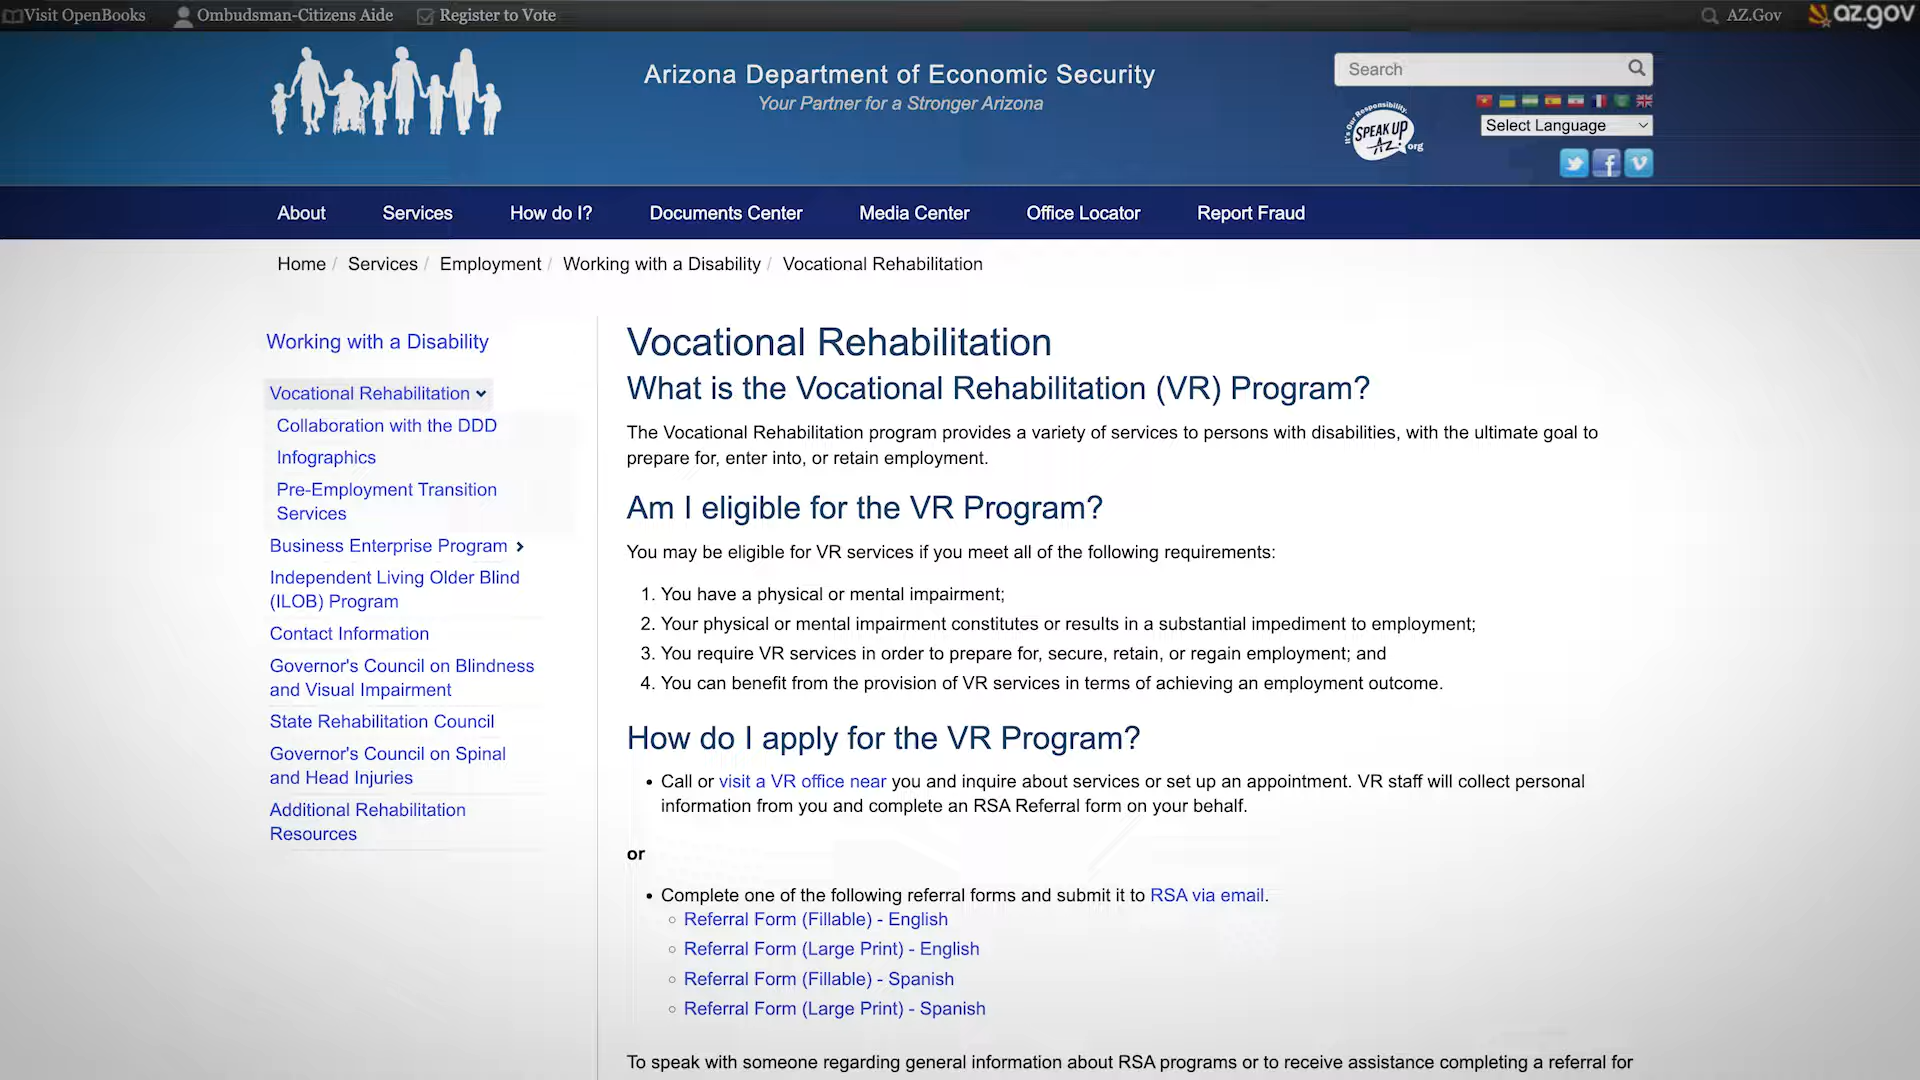 Visit OpenBooks Ombudsman-Citizens Aide Register to Vote AZ.Gov az.gov
Arizona Department of Economic Security
Your Partner for a Stronger Arizona
Search
It's Our Responsibility.
SPEAK UP
AZ! org
Select Language
About Services How do I? Documents Center Media Center Office Locator Report Fraud
Home / Services / Employment / Working with a Disability / Vocational Rehabilitation
Working with a Disability
Vocational Rehabilitation
Collaboration with the DDD
Infographics
Pre-Employment Transition
Services
Business Enterprise Program
Independent Living Older Blind
(ILOB) Program
Contact Information
Governor's Council on Blindness
and Visual Impairment
State Rehabilitation Council
Governor's Council on Spinal
and Head Injuries
Additional Rehabilitation
Resources
Vocational Rehabilitation
What is the Vocational Rehabilitation (VR) Program?
The Vocational Rehabilitation program provides a variety of services to persons with disabilities, with the ultimate goal to
prepare for, enter into, or retain employment.
Am I eligible for the VR Program?
You may be eligible for VR services if you meet all of the following requirements:
1. You have a physical or mental impairment;
2. Your physical or mental impairment constitutes or results in a substantial impediment to employment;
3. You require VR services in order to prepare for, secure, retain, or regain employment; and
4. You can benefit from the provision of VR services in terms of achieving an employment outcome.
How do I apply for the VR Program?
• Call or visit a VR office near you and inquire about services or set up an appointment. VR staff will collect personal
information from you and complete an RSA Referral form on your behalf.
or
• Complete one of the following referral forms and submit it to RSA via email.
◦ Referral Form (Fillable) - English
◦ Referral Form (Large Print) - English
◦ Referral Form (Fillable) - Spanish
◦ Referral Form (Large Print) - Spanish
To speak with someone regarding general information about RSA programs or to receive assistance completing a referral for